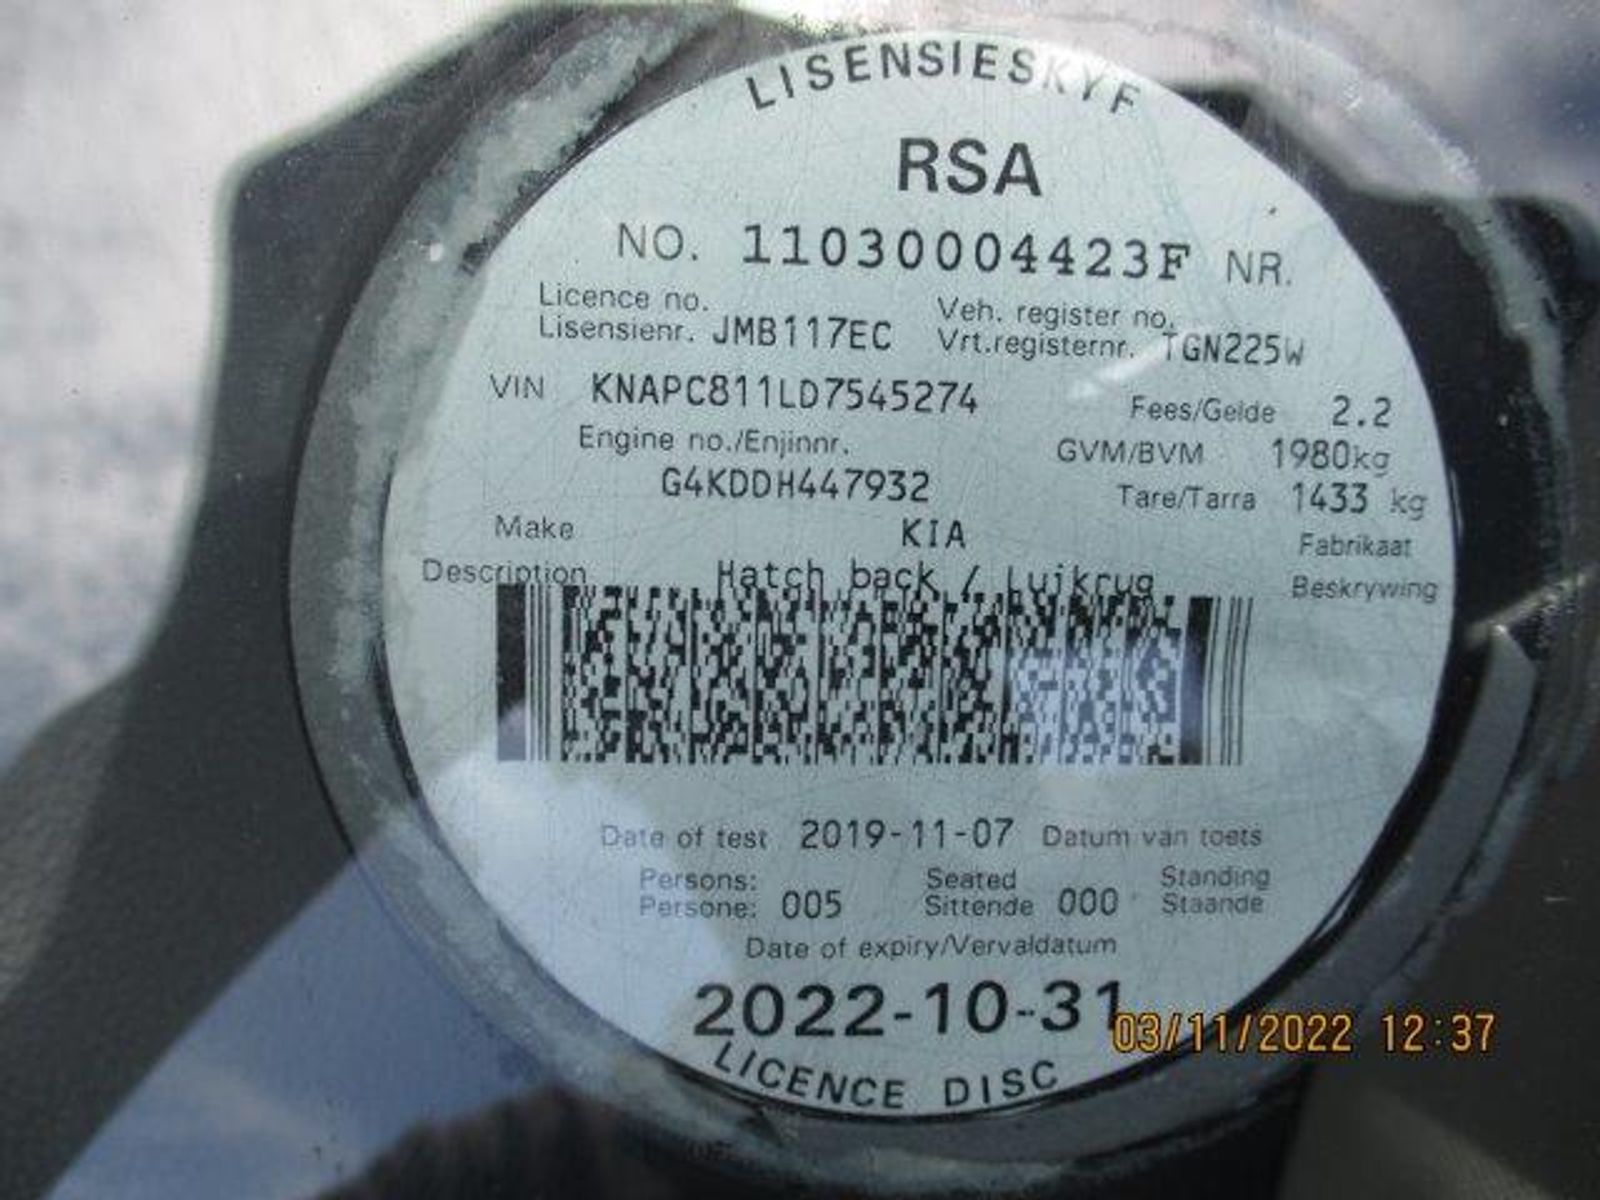 LISENSIESKYF
RSA
NO. 11030004423F NR.
Licence no. Veh. register no.
Lisensienr. JMB117EC Vrt.registernr. TGN225W
VIN KNAPC811LD7545274 Fees/Gelde 2.2
Engine no./Enjinnr. GVM/BVM 1980kg
G4KDDH447932 Tare/Tarra 1433 kg
Make KIA Fabrikaat
Description Hatch back / Luikrug Beskrywing
Date of test 2019-11-07 Datum van toets
Persons: Seated Standing
Persone: 005 Sittende 000 Staande
Date of expiry/Vervaldatum
2022-10-31
03/11/2022 12:37
LICENCE DISC